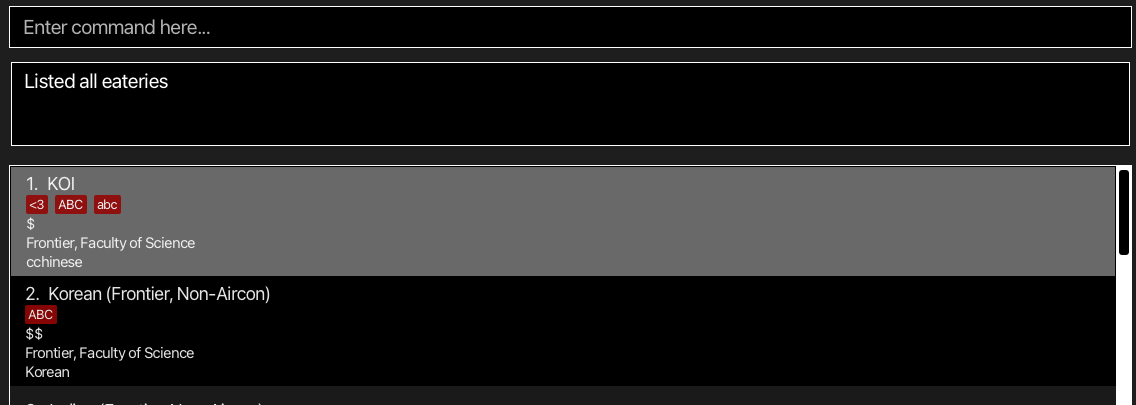 Enter command here...
Listed all eateries
1. KOI
<3 ABC abc
$
Frontier, Faculty of Science
cchinese
2. Korean (Frontier, Non-Aircon)
ABC
$$
Frontier, Faculty of Science
Korean